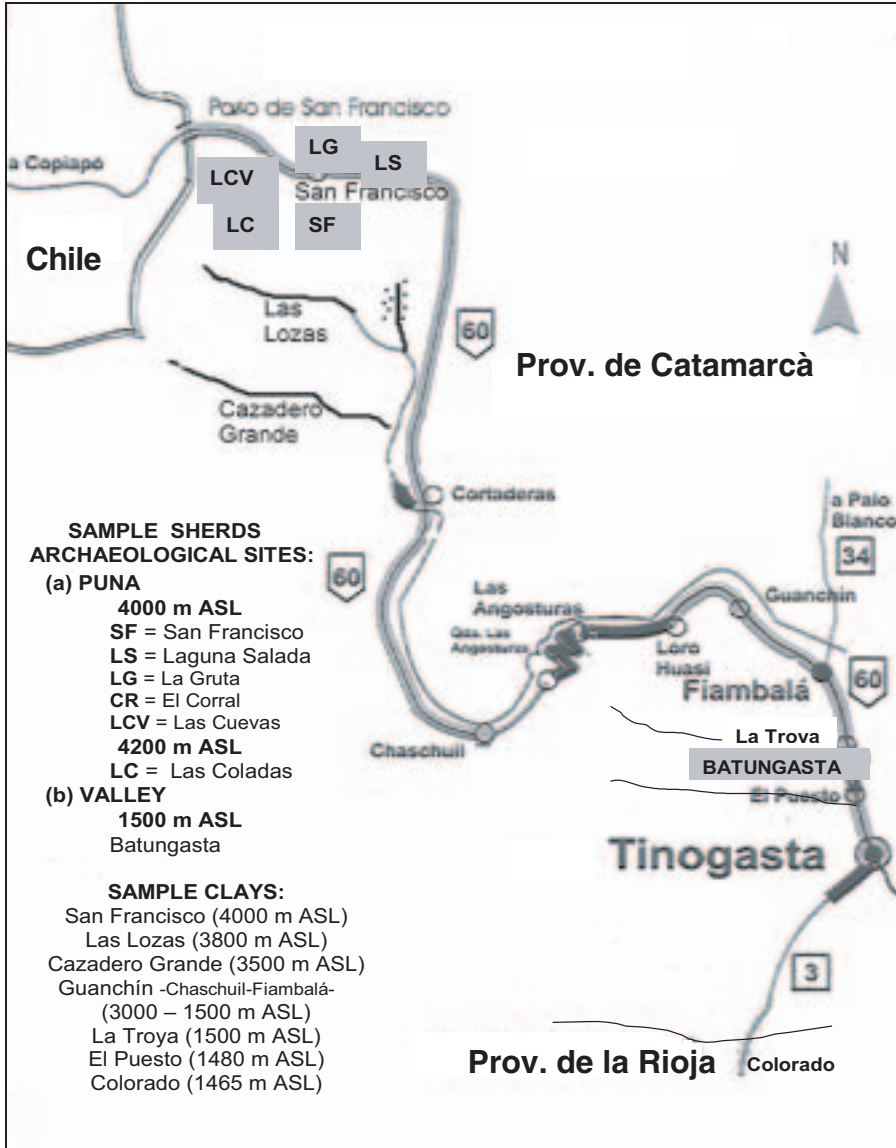 Paso de San Francisco
a Copiapó
LG
LS
LCV
San Francisco
LC
SF
Chile
N
Las
Lozas
60
Prov. de Catamarcà
Cazadero
Grande
Cortaderas
a Palo
Blanco
34
SAMPLE SHERDS
ARCHAEOLOGICAL SITES:
(a) PUNA
4000 m ASL
SF = San Francisco
LS = Laguna Salada
LG = La Gruta
CR = El Corral
LCV = Las Cuevas
4200 m ASL
LC = Las Coladas
(b) VALLEY
1500 m ASL
Batungasta
60
Las
Angosturas
Qda. Las
Angosturas
Guanchin
Loro
Huasi
Fiambalá
60
Chaschuil
La Trova
BATUNGASTA
El Puesto
Tinogasta
3
SAMPLE CLAYS:
San Francisco (4000 m ASL)
Las Lozas (3800 m ASL)
Cazadero Grande (3500 m ASL)
Guanchín -Chaschuil-Fiambalá-
(3000 – 1500 m ASL)
La Troya (1500 m ASL)
El Puesto (1480 m ASL)
Colorado (1465 m ASL)
Prov. de la Rioja
Colorado